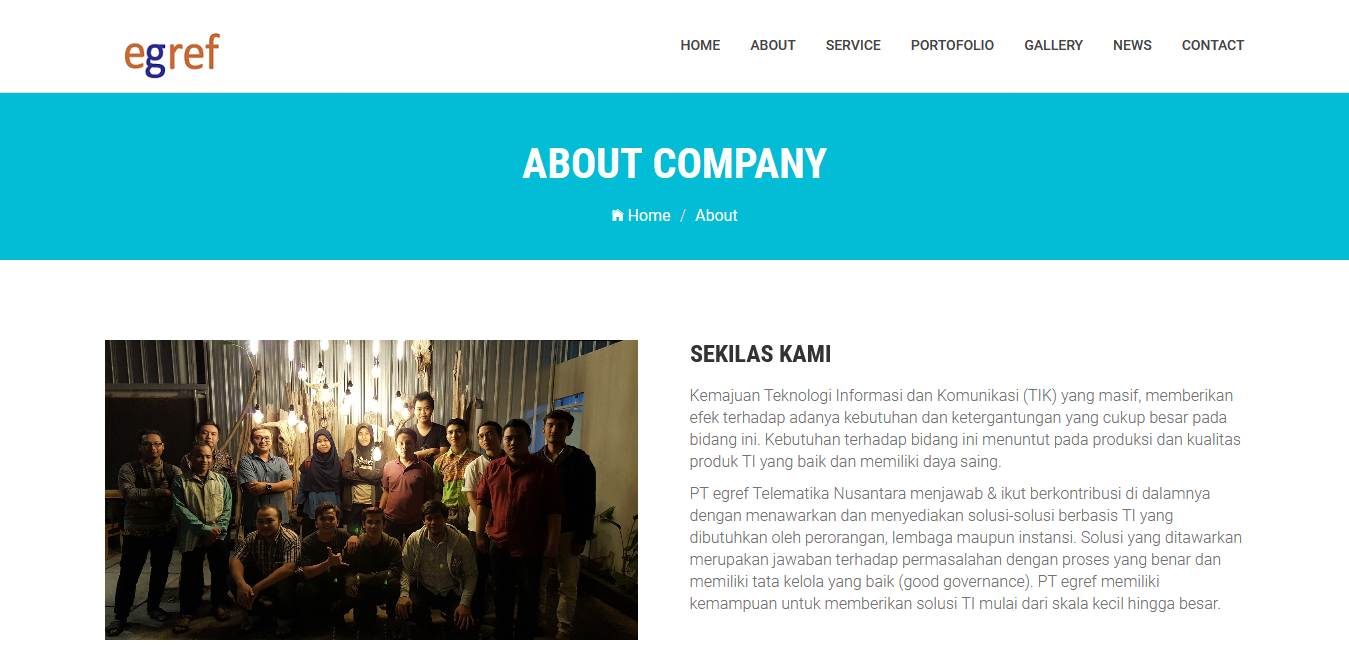 egref
HOME ABOUT SERVICE PORTOFOLIO GALLERY NEWS CONTACT
ABOUT COMPANY
Home / About
SEKILAS KAMI
Kemajuan Teknologi Informasi dan Komunikasi (TIK) yang masif, memberikan
efek terhadap adanya kebutuhan dan ketergantungan yang cukup besar pada
bidang ini. Kebutuhan terhadap bidang ini menuntut pada produksi dan kualitas
produk TI yang baik dan memiliki daya saing.
PT egref Telematika Nusantara menjawab & ikut berkontribusi di dalamnya
dengan menawarkan dan menyediakan solusi-solusi berbasis TI yang
dibutuhkan oleh perorangan, lembaga maupun instansi. Solusi yang ditawarkan
merupakan jawaban terhadap permasalahan dengan proses yang benar dan
memiliki tata kelola yang baik (good governance). PT egref memiliki
kemampuan untuk memberikan solusi TI mulai dari skala kecil hingga besar.